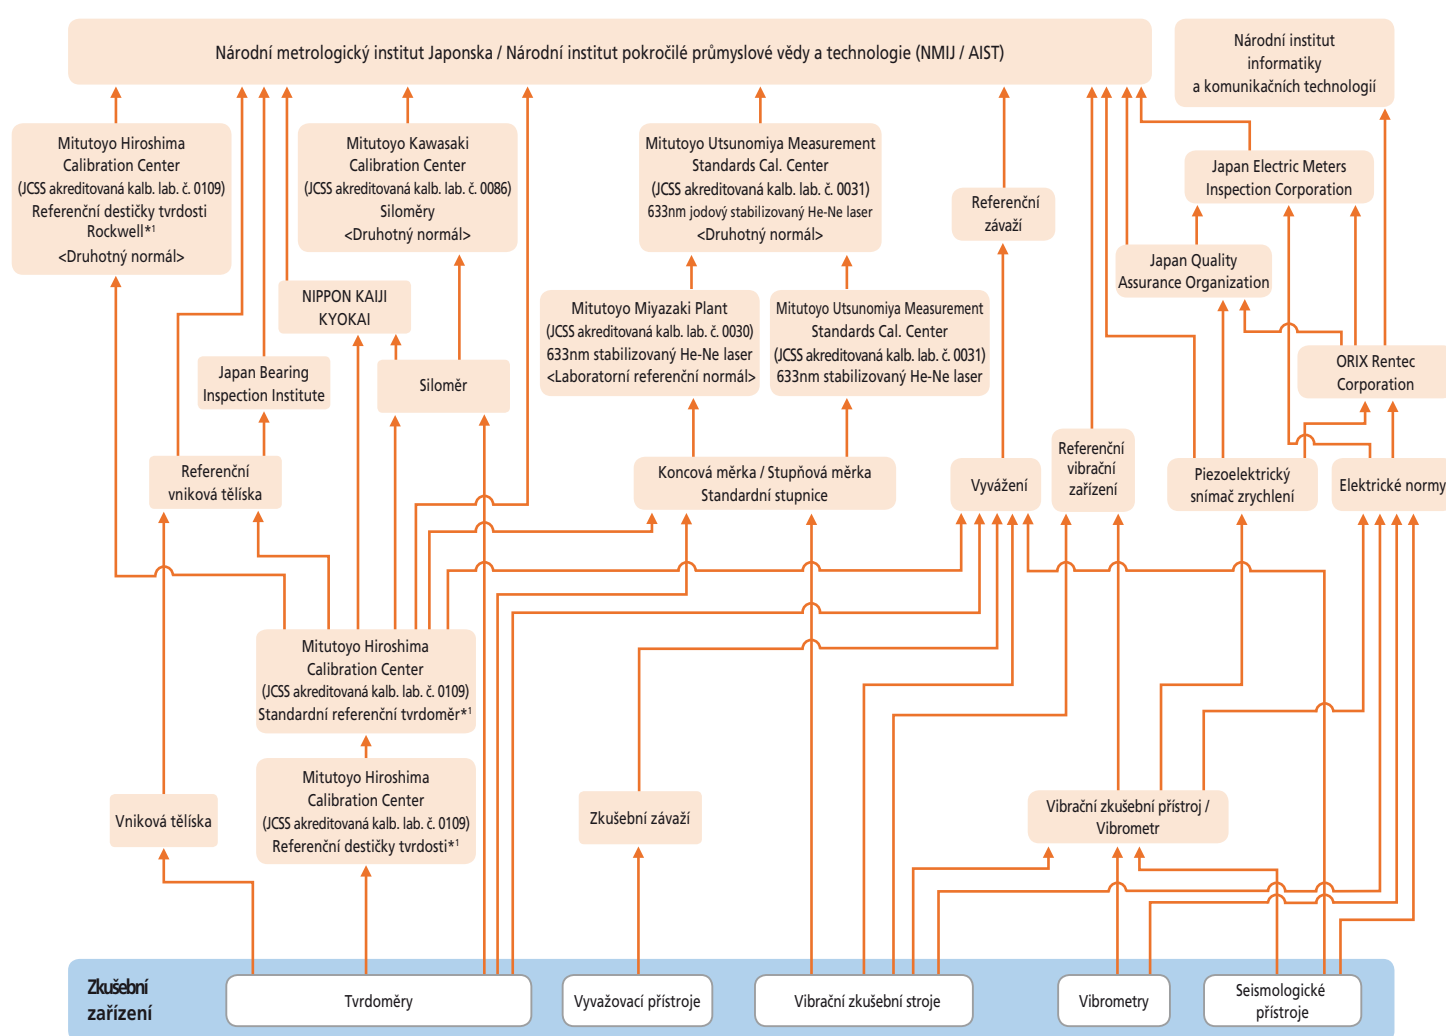 Národní metrologický institut Japonska / Národní institut pokročilé průmyslové vědy a technologie (NMIJ / AIST)
Národní institut
informatiky
a komunikačních technologií
Mitutoyo Hiroshima
Calibration Center
(JCSS akreditovaná kalb. lab. č. 0109)
Referenční destičky tvrdosti
Rockwell*1
<Druhotný normál>
Mitutoyo Kawasaki
Calibration Center
(JCSS akreditovaná kalb. lab. č. 0086)
Siloměry
<Druhotný normál>
Mitutoyo Utsunomiya Measurement
Standards Cal. Center
(JCSS akreditovaná kalb. lab. č. 0031)
633nm jodový stabilizovaný He-Ne laser
<Druhotný normál>
Referenční
závaží
Japan Electric Meters
Inspection Corporation
Japan Quality
Assurance Organization
NIPPON KAIJI
KYOKAI
Mitutoyo Miyazaki Plant
(JCSS akreditovaná kalb. lab. č. 0030)
633nm stabilizovaný He-Ne laser
<Laboratorní referenční normál>
Mitutoyo Utsunomiya Measurement
Standards Cal. Center
(JCSS akreditovaná kalb. lab. č. 0031)
633nm stabilizovaný He-Ne laser
Japan Bearing
Inspection Institute
Siloměr
ORIX Rentec
Corporation
Referenční
vniková tělíska
Koncová měrka / Stupňová měrka
Standardní stupnice
Vyvážení
Referenční
vibrační
zařízení
Piezoelektrický
snímač zrychlení
Elektrické normy
Mitutoyo Hiroshima
Calibration Center
(JCSS akreditovaná kalb. lab. č. 0109)
Standardní referenční tvrdoměr*1
Mitutoyo Hiroshima
Calibration Center
(JCSS akreditovaná kalb. lab. č. 0109)
Referenční destičky tvrdosti*1
Vniková tělíska
Zkušební závaží
Vibrační zkušební přístroj /
Vibrometr
Zkušební
zařízení
Tvrdoměry
Vyvažovací přístroje
Vibrační zkušební stroje
Vibrometry
Seismologické
přístroje